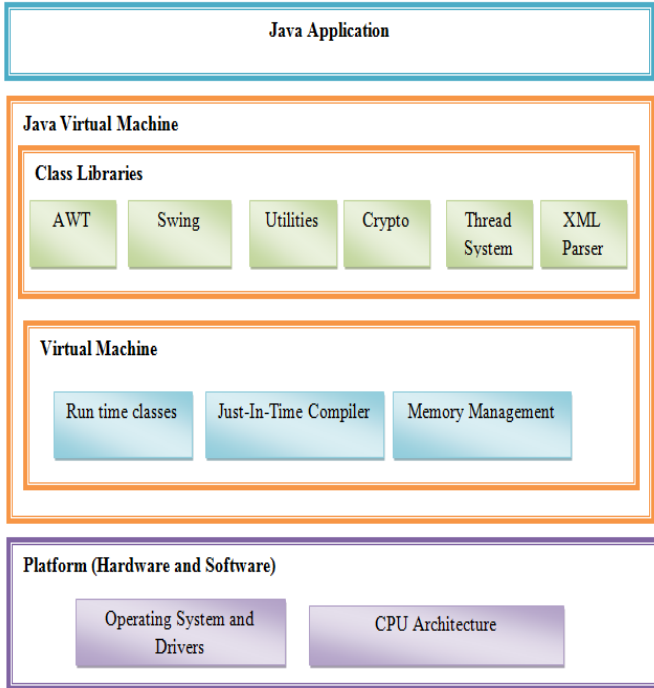 Java Application
Java Virtual Machine
Class Libraries
AWT
Swing
Utilities
Crypto
Thread
System
XML
Parser
Virtual Machine
Run time classes
Just-In-Time Compiler
Memory Management
Platform (Hardware and Software)
Operating System and
Drivers
CPU Architecture